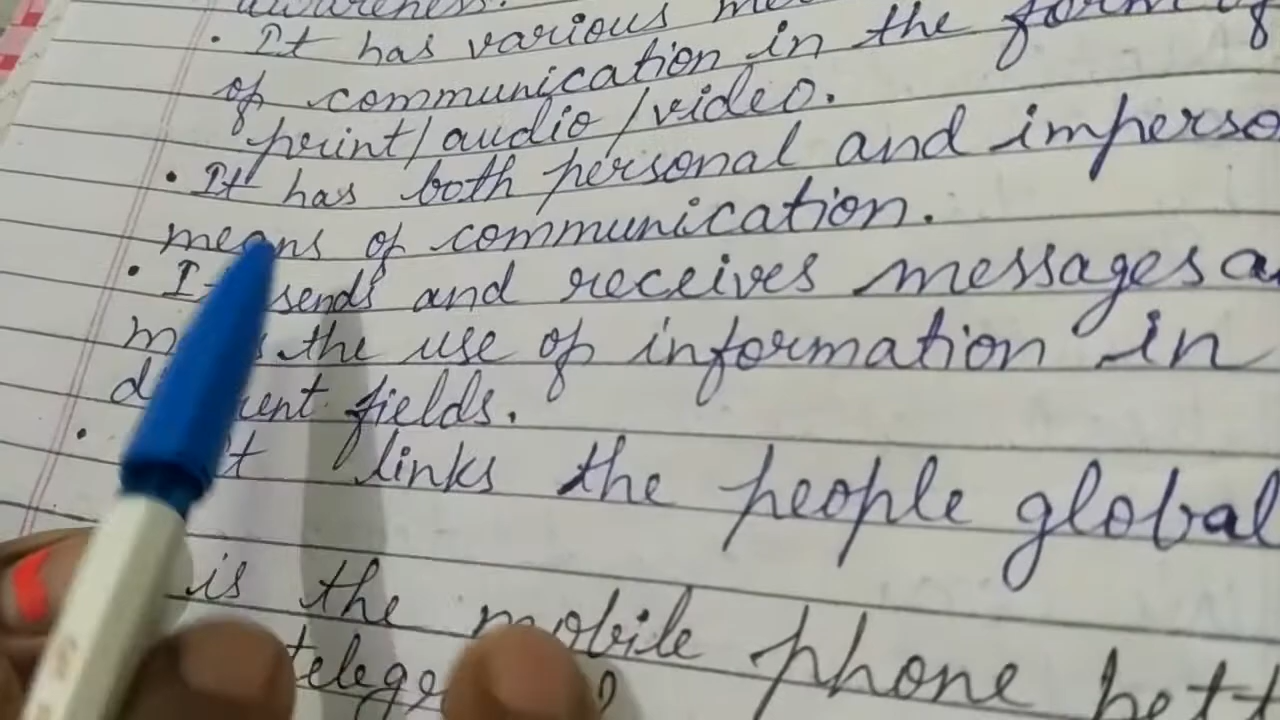 awareness.
• It has various
of communication in the form of
print/audio/video.
• It has both personal and imperso
means of communication.
• It sends and receives messages a
the use of information in
fields.
• It links the people global
is the mobile phone bett